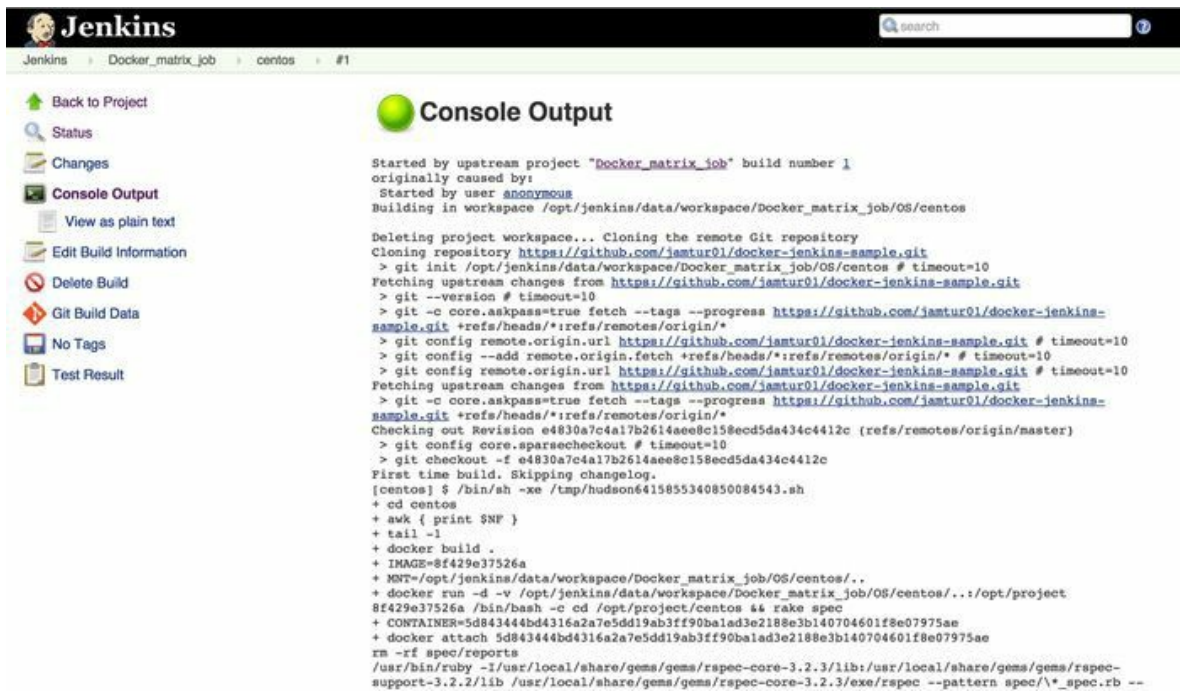 Jenkins
search
Jenkins Docker_matrix_job centos #1
Back to Project
Status
Changes
Console Output
View as plain text
Edit Build Information
Delete Build
Git Build Data
No Tags
Test Result
Console Output
Started by upstream project "Docker_matrix_job" build number 1
originally caused by:
Started by user anonymous
Building in workspace /opt/jenkins/data/workspace/Docker_matrix_job/OS/centos
Deleting project workspace... Cloning the remote Git repository
Cloning repository https://github.com/jamtur01/docker-jenkins-sample.git
> git init /opt/jenkins/data/workspace/Docker_matrix_job/OS/centos # timeout=10
Fetching upstream changes from https://github.com/jamtur01/docker-jenkins-sample.git
> git --version # timeout=10
> git -c core.askpass=true fetch --tags --progress https://github.com/jamtur01/docker-jenkins-
sample.git +refs/heads/*:refs/remotes/origin/*
> git config remote.origin.url https://github.com/jamtur01/docker-jenkins-sample.git # timeout=10
> git config --add remote.origin.fetch +refs/heads/*:refs/remotes/origin/* # timeout=10
> git config remote.origin.url https://github.com/jamtur01/docker-jenkins-sample.git # timeout=10
Fetching upstream changes from https://github.com/jamtur01/docker-jenkins-sample.git
> git -c core.askpass=true fetch --tags --progress https://github.com/jamtur01/docker-jenkins-
sample.git +refs/heads/*:refs/remotes/origin/*
Checking out Revision e4830a7c4a17b2614aee8c158ecd5da434c4412c (refs/remotes/origin/master)
> git config core.sparsecheckout # timeout=10
> git checkout -f e4830a7c4a17b2614aee8c158ecd5da434c4412c
First time build. Skipping changelog.
[centos] $ /bin/sh -xe /tmp/hudson6415855340850084543.sh
+ cd centos
+ awk { print $NF }
+ tail -1
+ docker build .
+ IMAGE=8f429e37526a
+ MNT=/opt/jenkins/data/workspace/Docker_matrix_job/OS/centos/..
+ docker run -d -v /opt/jenkins/data/workspace/Docker_matrix_job/OS/centos/..:/opt/project
8f429e37526a /bin/bash -c cd /opt/project/centos && rake spec
+ CONTAINER=5d843444bd4316a2a7e5dd19ab3ff90ba1ad3e2188e3b140704601f8e07975ae
+ docker attach 5d843444bd4316a2a7e5dd19ab3ff90ba1ad3e2188e3b140704601f8e07975ae
rm -rf spec/reports
/usr/bin/ruby -I/usr/local/share/gems/gems/rspec-core-3.2.3/lib:/usr/local/share/gems/gems/rspec-
support-3.2.2/lib /usr/local/share/gems/gems/rspec-core-3.2.3/exe/rspec --pattern spec/\*_spec.rb --